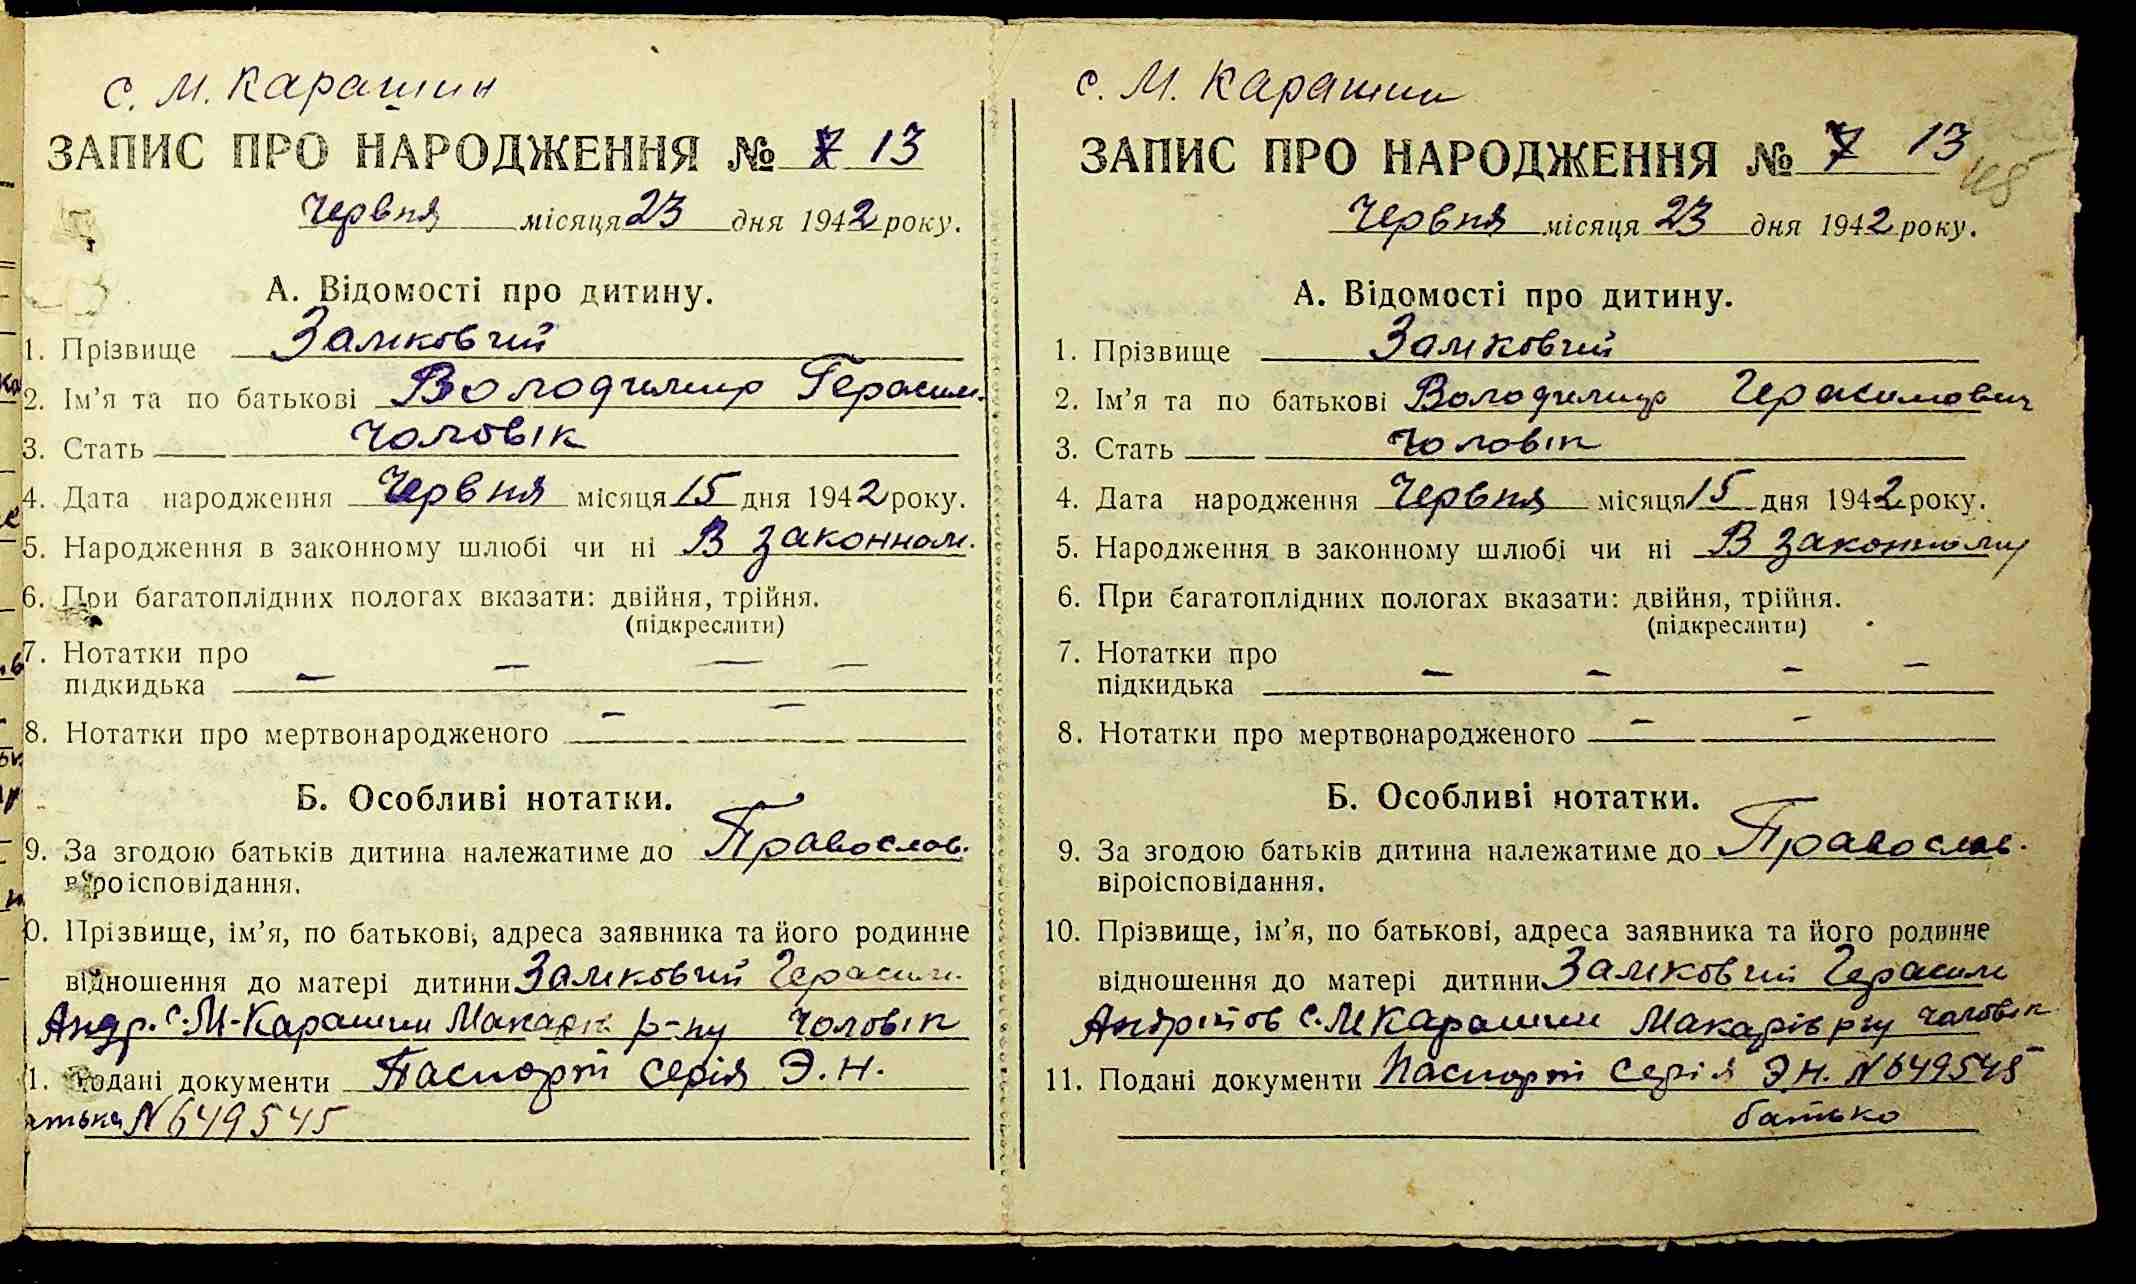 с. М. Карашин
ЗАПИС ПРО НАРОДЖЕННЯ № 7 13
Червня місяця 23 дня 1942 року.
А. Відомості про дитину.
1. Прізвище Замковий
2. Ім'я та по батькові Володимир Герасим.
3. Стать Чоловік
4. Дата народження Червня місяця 15 дня 1942 року.
5. Народження в законному шлюбі чи ні В законном.
6. При багатоплідних пологах вказати: двійня, трійня.
(підкреслити)
7. Нотатки про
підкидька — — — —
8. Нотатки про мертвонародженого — —
Б. Особливі нотатки.
9. За згодою батьків дитина належатиме до Православ.
віроісповідання.
0. Прізвище, ім'я, по батькові, адреса заявника та його родинне
відношення до матері дитини Замковий Герасим.
Андр. с. М-Карашин Макар р-ну Чоловік
1. Подані документи Паспорт серія Э.Н.
атька N 649545
с. М. Карашин
ЗАПИС ПРО НАРОДЖЕННЯ № 7 13
Червня місяця 23 дня 1942 року.
А. Відомості про дитину.
1. Прізвище Замковий
2. Ім'я та по батькові Володимир Герасимович
3. Стать Чоловік
4. Дата народження Червня місяця 15 дня 1942 року.
5. Народження в законному шлюбі чи ні В законному
6. При багатоплідних пологах вказати: двійня, трійня.
(підкреслити)
7. Нотатки про
підкидька — — — —
8. Нотатки про мертвонародженого — —
Б. Особливі нотатки.
9. За згодою батьків дитина належатиме до Православ.
віроісповідання.
10. Прізвище, ім'я, по батькові, адреса заявника та його родинне
відношення до матері дитини Замковий Герасим
Андрійов с. М Карашин Макарів р-ну Чоловік
11. Подані документи Паспорт Серія Э.Н. N 649545
батько